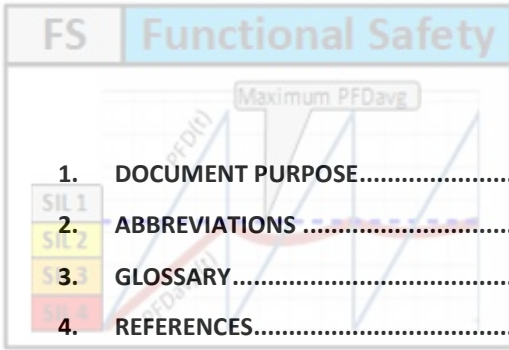 FS Functional Safety
Maximum PFDavg
PFD(t)
1. DOCUMENT PURPOSE....................
SIL 1
2. ABBREVIATIONS ............................
SIL 2
3. GLOSSARY.....................................
SIL 3
PFDavg(t)
4. REFERENCES..................................
SIL 4